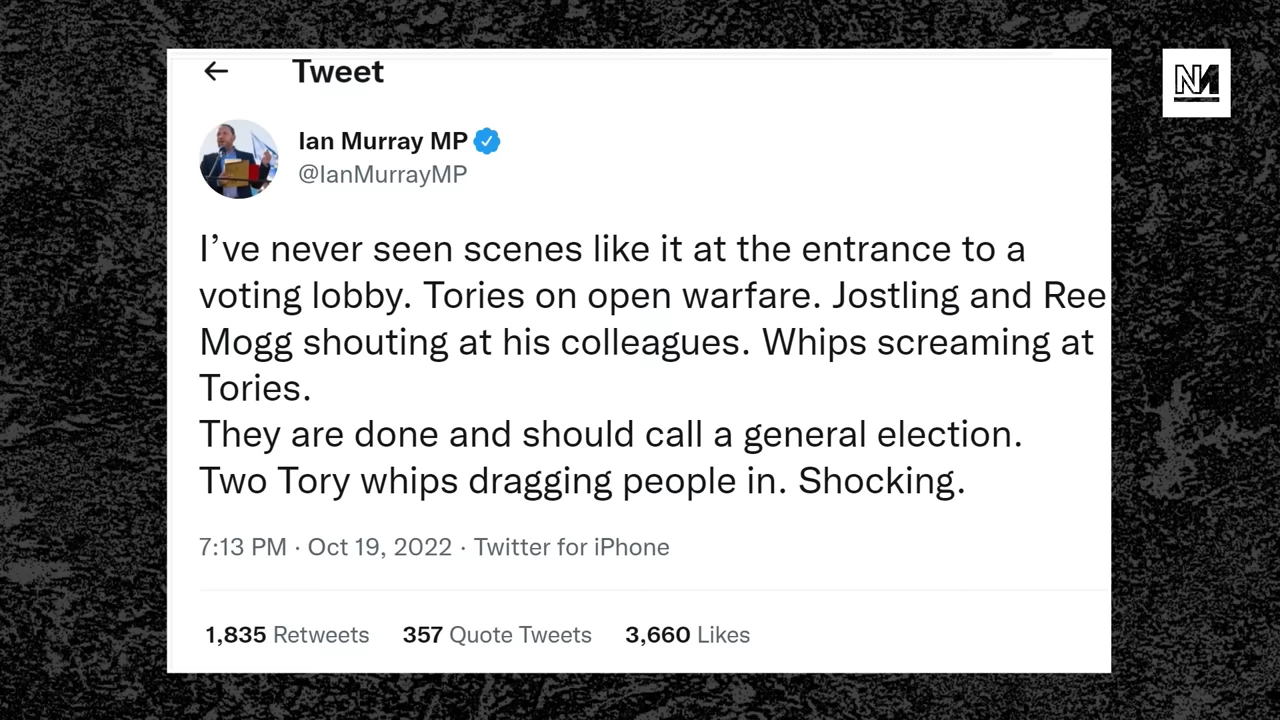 Tweet
Ian Murray MP
@IanMurrayMP
I’ve never seen scenes like it at the entrance to a
voting lobby. Tories on open warfare. Jostling and Ree
Mogg shouting at his colleagues. Whips screaming at
Tories.
They are done and should call a general election.
Two Tory whips dragging people in. Shocking.
7:13 PM · Oct 19, 2022 · Twitter for iPhone
1,835 Retweets 357 Quote Tweets 3,660 Likes
NM